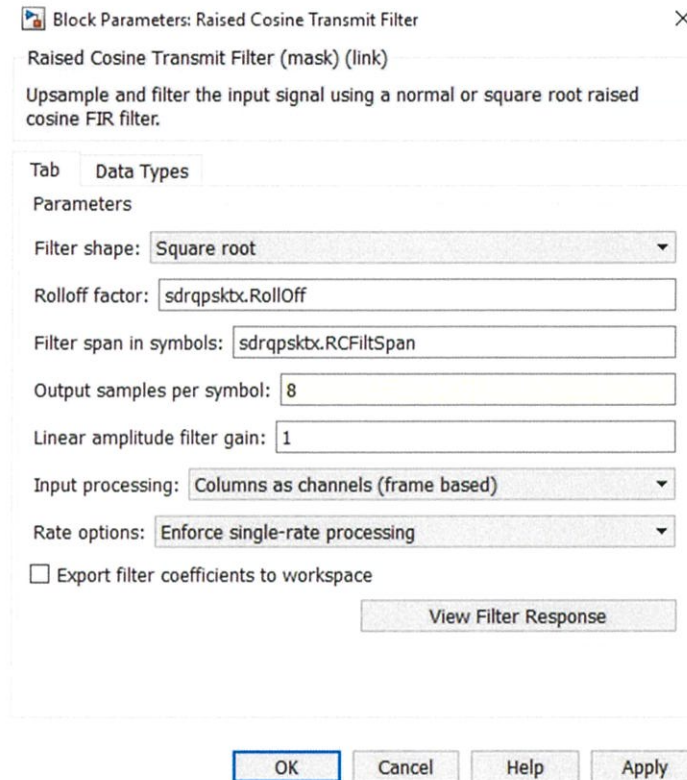 Block Parameters: Raised Cosine Transmit Filter
Raised Cosine Transmit Filter (mask) (link)
Upsample and filter the input signal using a normal or square root raised
cosine FIR filter.
Tab Data Types
Parameters
Filter shape: Square root
Rolloff factor: sdrqpsktx.RollOff
Filter span in symbols: sdrqpsktx.RCFiltSpan
Output samples per symbol: 8
Linear amplitude filter gain: 1
Input processing: Columns as channels (frame based)
Rate options: Enforce single-rate processing
Export filter coefficients to workspace
View Filter Response
OK Cancel Help Apply